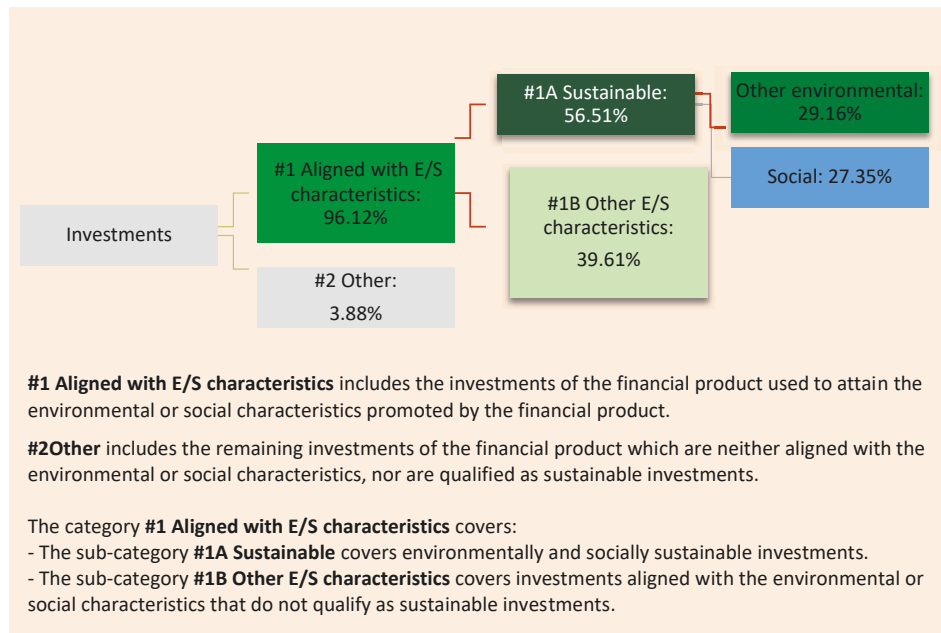 #1A Sustainable:
56.51%
Other environmental:
29.16%
#1 Aligned with E/S
characteristics:
96.12%
Social: 27.35%
#1B Other E/S
characteristics:
39.61%
Investments
#2 Other:
3.88%
#1 Aligned with E/S characteristics includes the investments of the financial product used to attain the
environmental or social characteristics promoted by the financial product.
#2Other includes the remaining investments of the financial product which are neither aligned with the
environmental or social characteristics, nor are qualified as sustainable investments.
The category #1 Aligned with E/S characteristics covers:
- The sub-category #1A Sustainable covers environmentally and socially sustainable investments.
- The sub-category #1B Other E/S characteristics covers investments aligned with the environmental or
social characteristics that do not qualify as sustainable investments.